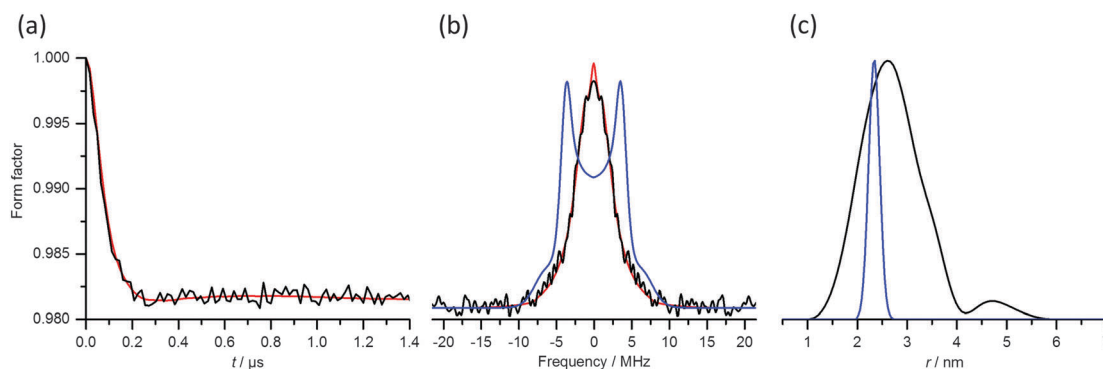 (a)
1.000
0.995
0.990
0.985
0.980
Form factor
0.0 0.2 0.4 0.6 0.8 1.0 1.2 1.4
t / µs
(b)
-20 -15 -10 -5 0 5 10 15 20
Frequency / MHz
(c)
0 1 2 3 4 5 6
r / nm